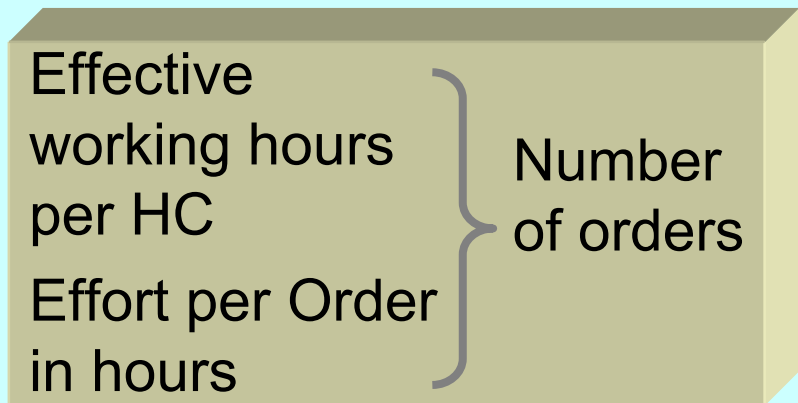 Effective
working hours
per HC
Effort per Order
in hours
Number
of orders